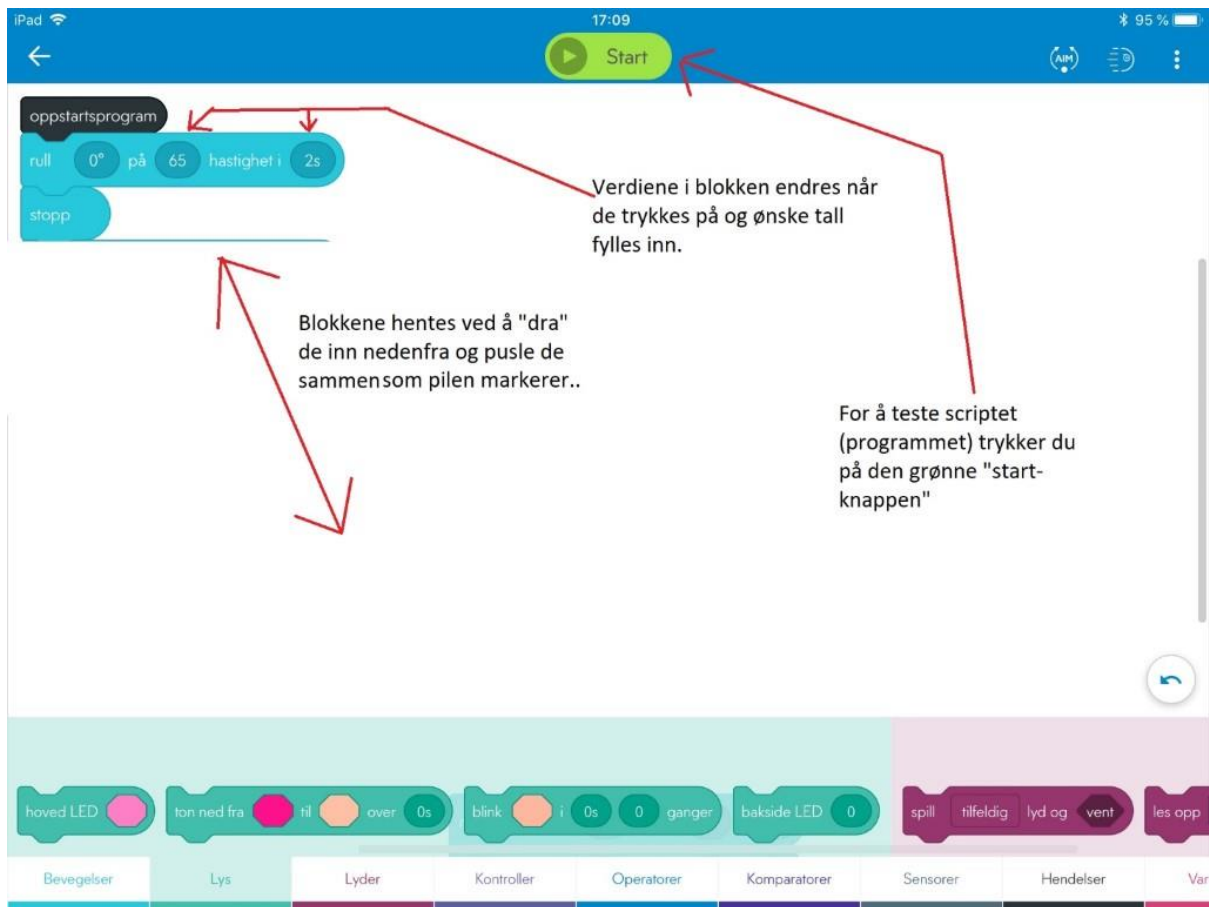 iPad 17:09 95 %
Start
AIM
oppstartsprogram
rull 0° på 65 hastighet i 2s
stopp
Verdiene i blokken endres når
de trykkes på og ønske tall
fylles inn.
Blokkene hentes ved å "dra"
de inn nedenfra og pusle de
sammen som pilen markerer..
For å teste scriptet
(programmet) trykker du
på den grønne "start-
knappen"
hoved LED ton ned fra til over 0s blink i 0s 0 ganger bakside LED 0 spill tilfeldig lyd og vent les opp
Bevegelser Lys Lyder Kontroller Operatorer Komparatorer Sensorer Hendelser Var